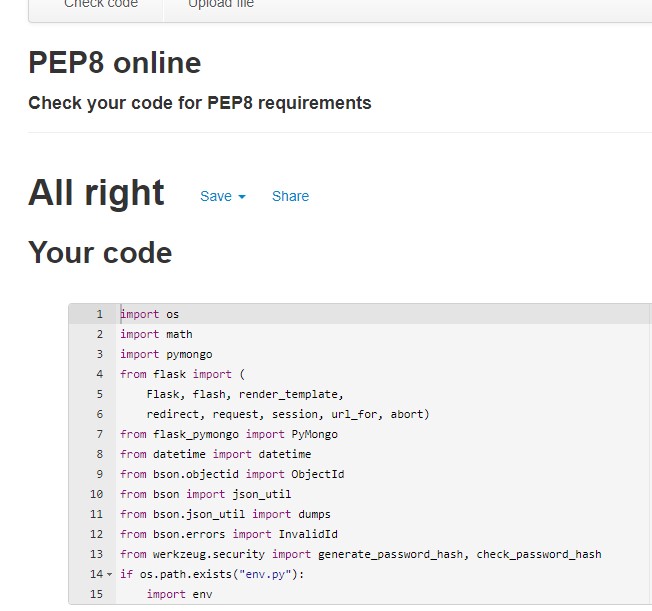 Check code Upload file
PEP8 online
Check your code for PEP8 requirements
All right Save Share
Your code
1 import os
2 import math
3 import pymongo
4 from flask import (
5     Flask, flash, render_template,
6     redirect, request, session, url_for, abort)
7 from flask_pymongo import PyMongo
8 from datetime import datetime
9 from bson.objectid import ObjectId
10 from bson import json_util
11 from bson.json_util import dumps
12 from bson.errors import InvalidId
13 from werkzeug.security import generate_password_hash, check_password_hash
14 if os.path.exists("env.py"):
15     import env